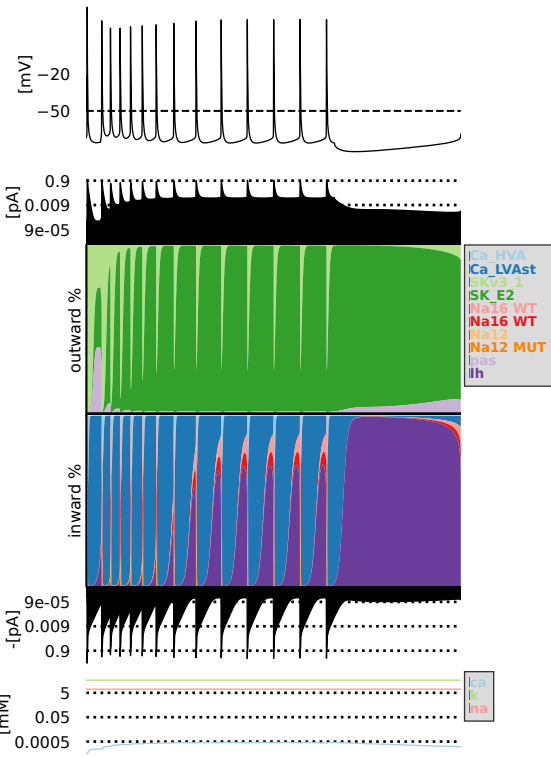 [mV]
−20
−50
[pA]
0.9
0.009
9e-05
outward %
Ca_HVA
Ca_LVAst
SKv3_1
SK_E2
Na16 WT
Na16 WT
Na12
Na12 MUT
pas
Ih
inward %
-[pA]
9e-05
0.009
0.9
[mM]
5
0.05
0.0005
ca
k
na